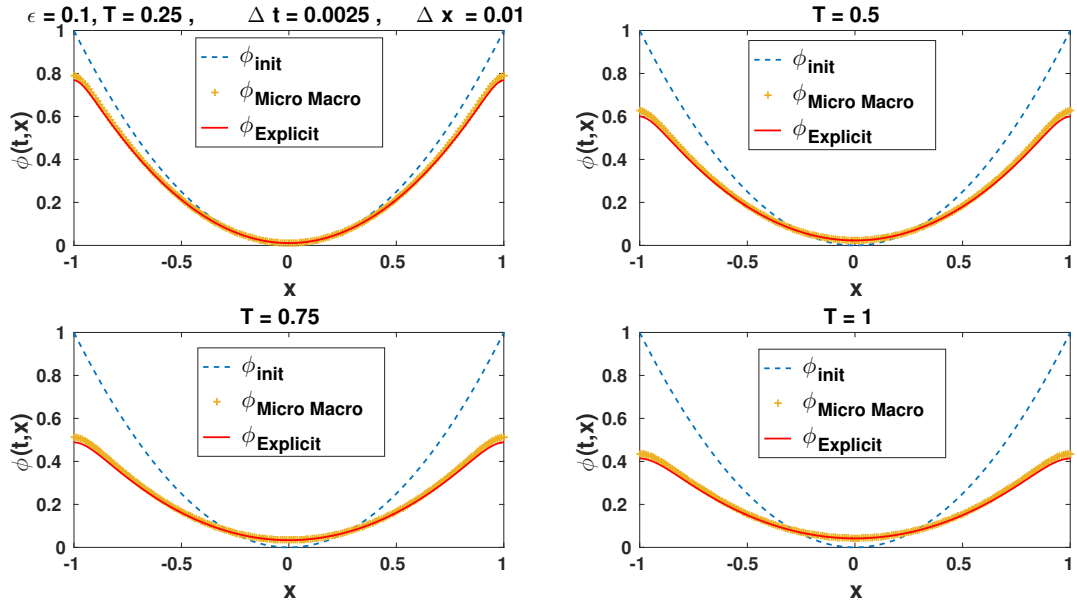 ϵ = 0.1, T = 0.25 , Δ t = 0.0025 , Δ x = 0.01
1
0.8
0.6
0.4
0.2
0
ϕ(t,x)
ϕinit
ϕMicro Macro
ϕExplicit
-1 -0.5 0 0.5 1
x
T = 0.5
1
0.8
0.6
0.4
0.2
0
ϕ(t,x)
ϕinit
ϕMicro Macro
ϕExplicit
-1 -0.5 0 0.5 1
x
T = 0.75
1
0.8
0.6
0.4
0.2
0
ϕ(t,x)
ϕinit
ϕMicro Macro
ϕExplicit
-1 -0.5 0 0.5 1
x
T = 1
1
0.8
0.6
0.4
0.2
0
ϕ(t,x)
ϕinit
ϕMicro Macro
ϕExplicit
-1 -0.5 0 0.5 1
x